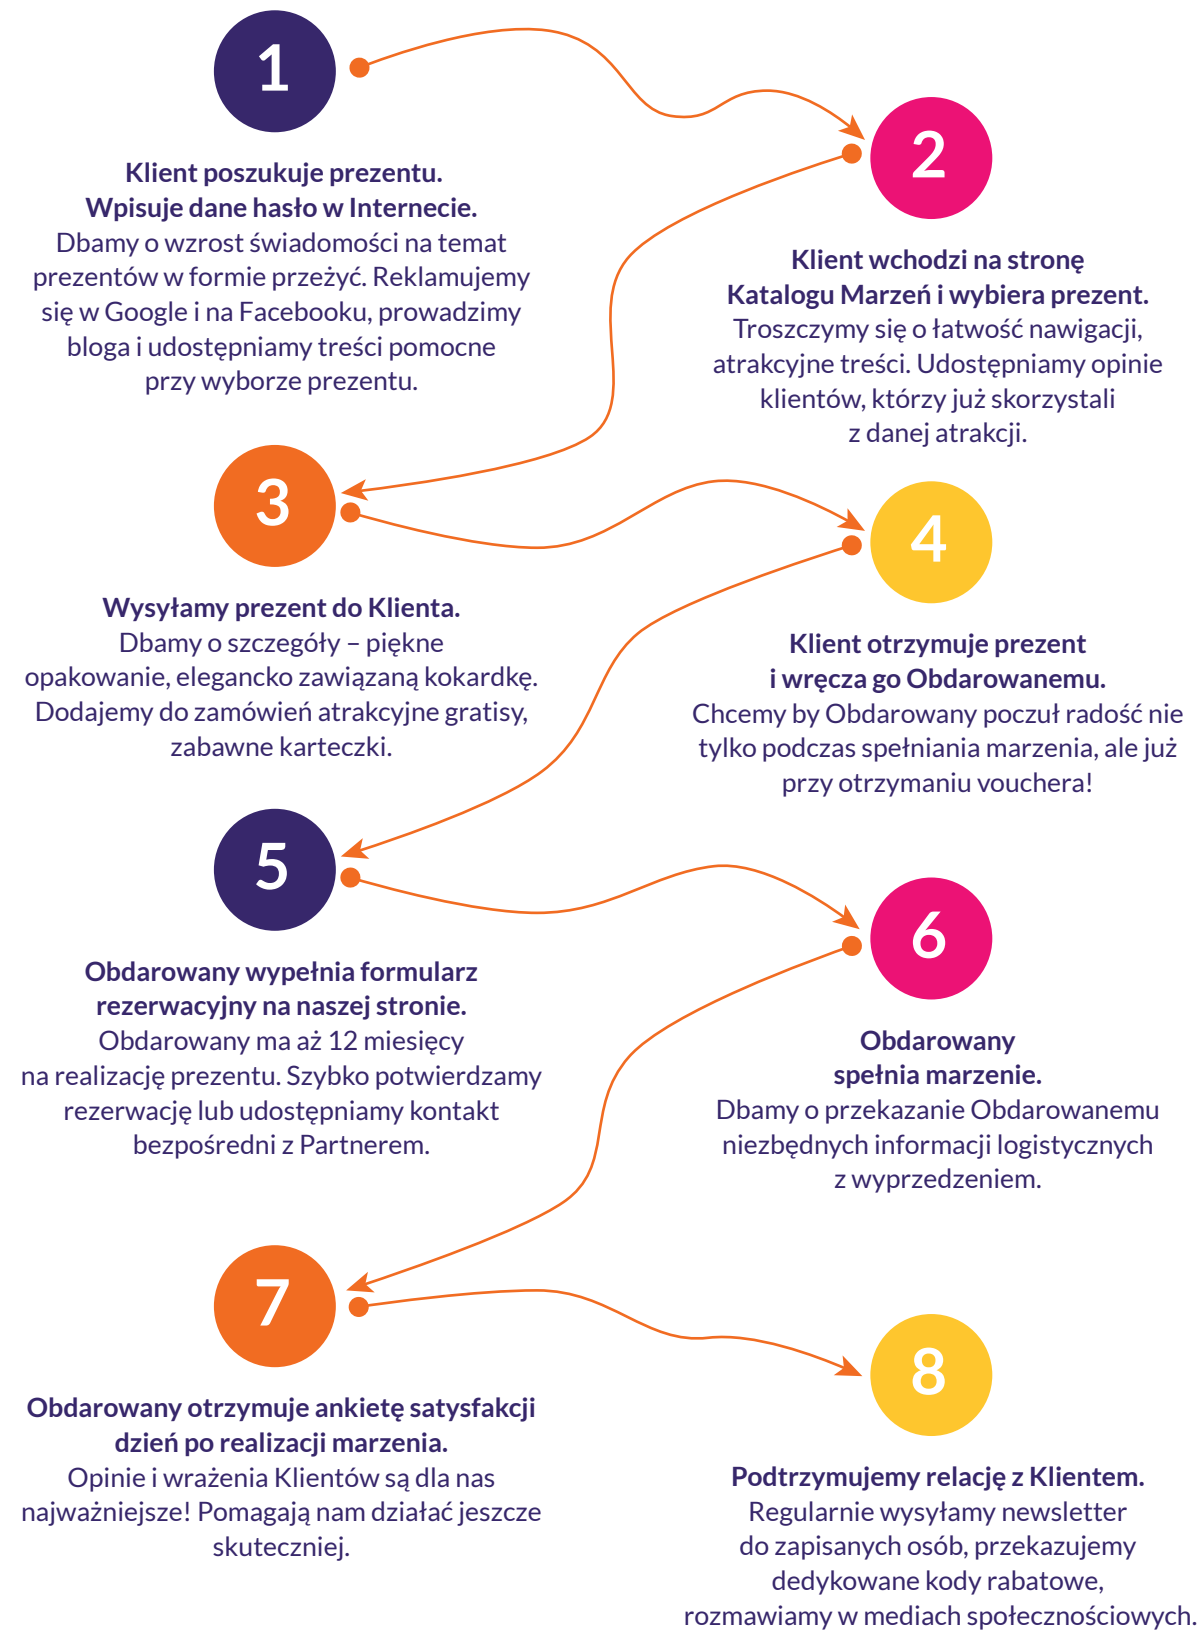 1
Klient poszukuje prezentu.
Wpisuje dane hasło w Internecie.
Dbamy o wzrost świadomości na temat
prezentów w formie przeżyć. Reklamujemy
się w Google i na Facebooku, prowadzimy
bloga i udostępniamy treści pomocne
przy wyborze prezentu.
2
Klient wchodzi na stronę
Katalogu Marzeń i wybiera prezent.
Troszczymy się o łatwość nawigacji,
atrakcyjne treści. Udostępniamy opinie
klientów, którzy już skorzystali
z danej atrakcji.
3
Wysyłamy prezent do Klienta.
Dbamy o szczegóły – piękne
opakowanie, elegancko zawiązaną kokardkę.
Dodajemy do zamówień atrakcyjne gratisy,
zabawne karteczki.
4
Klient otrzymuje prezent
i wręcza go Obdarowanemu.
Chcemy by Obdarowany poczuł radość nie
tylko podczas spełniania marzenia, ale już
przy otrzymaniu vouchera!
5
Obdarowany wypełnia formularz
rezerwacyjny na naszej stronie.
Obdarowany ma aż 12 miesięcy
na realizację prezentu. Szybko potwierdzamy
rezerwację lub udostępniamy kontakt
bezpośredni z Partnerem.
6
Obdarowany
spełnia marzenie.
Dbamy o przekazanie Obdarowanemu
niezbędnych informacji logistycznych
z wyprzedzeniem.
7
Obdarowany otrzymuje ankietę satysfakcji
dzień po realizacji marzenia.
Opinie i wrażenia Klientów są dla nas
najważniejsze! Pomagają nam działać jeszcze
skuteczniej.
8
Podtrzymujemy relację z Klientem.
Regularnie wysyłamy newsletter
do zapisanych osób, przekazujemy
dedykowane kody rabatowe,
rozmawiamy w mediach społecznościowych.